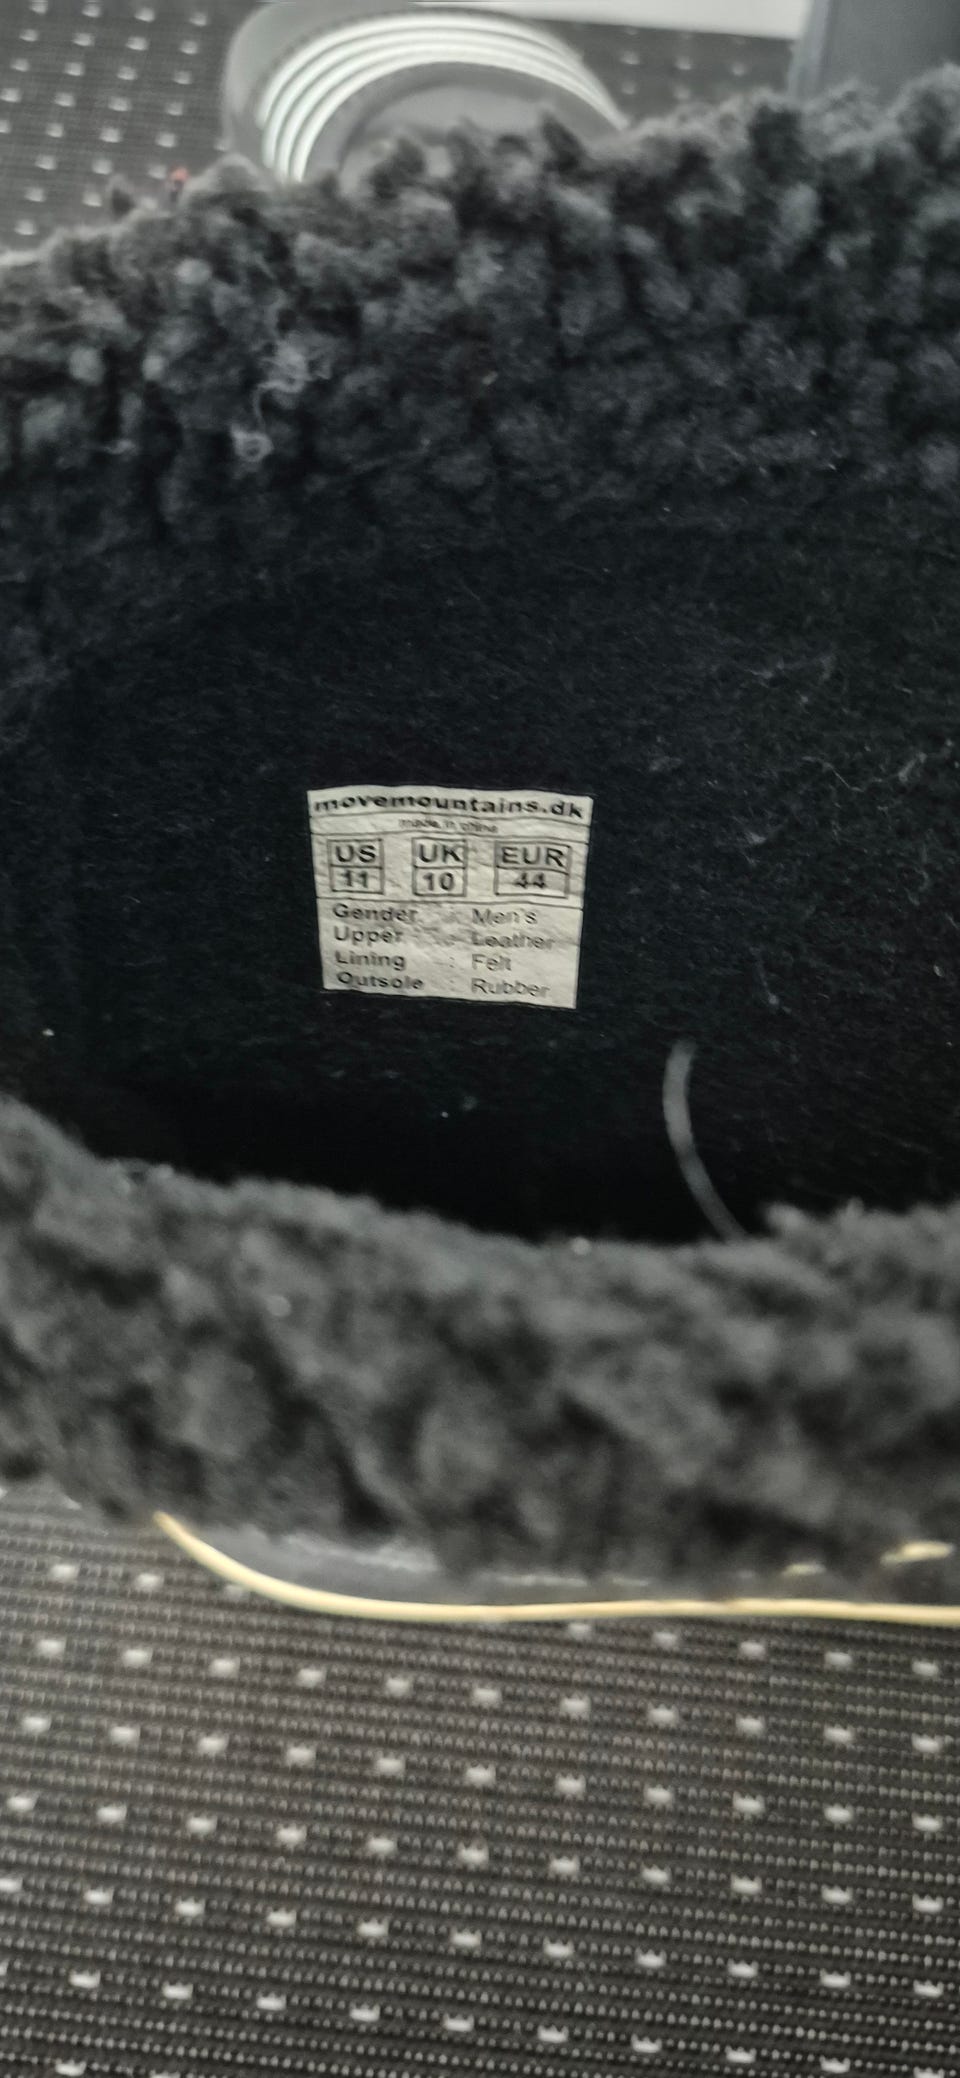 movemountains.dk
made in china
US UK EUR
11 10 44
Gender : Men's
Upper : Leather
Lining : Felt
Outsole : Rubber